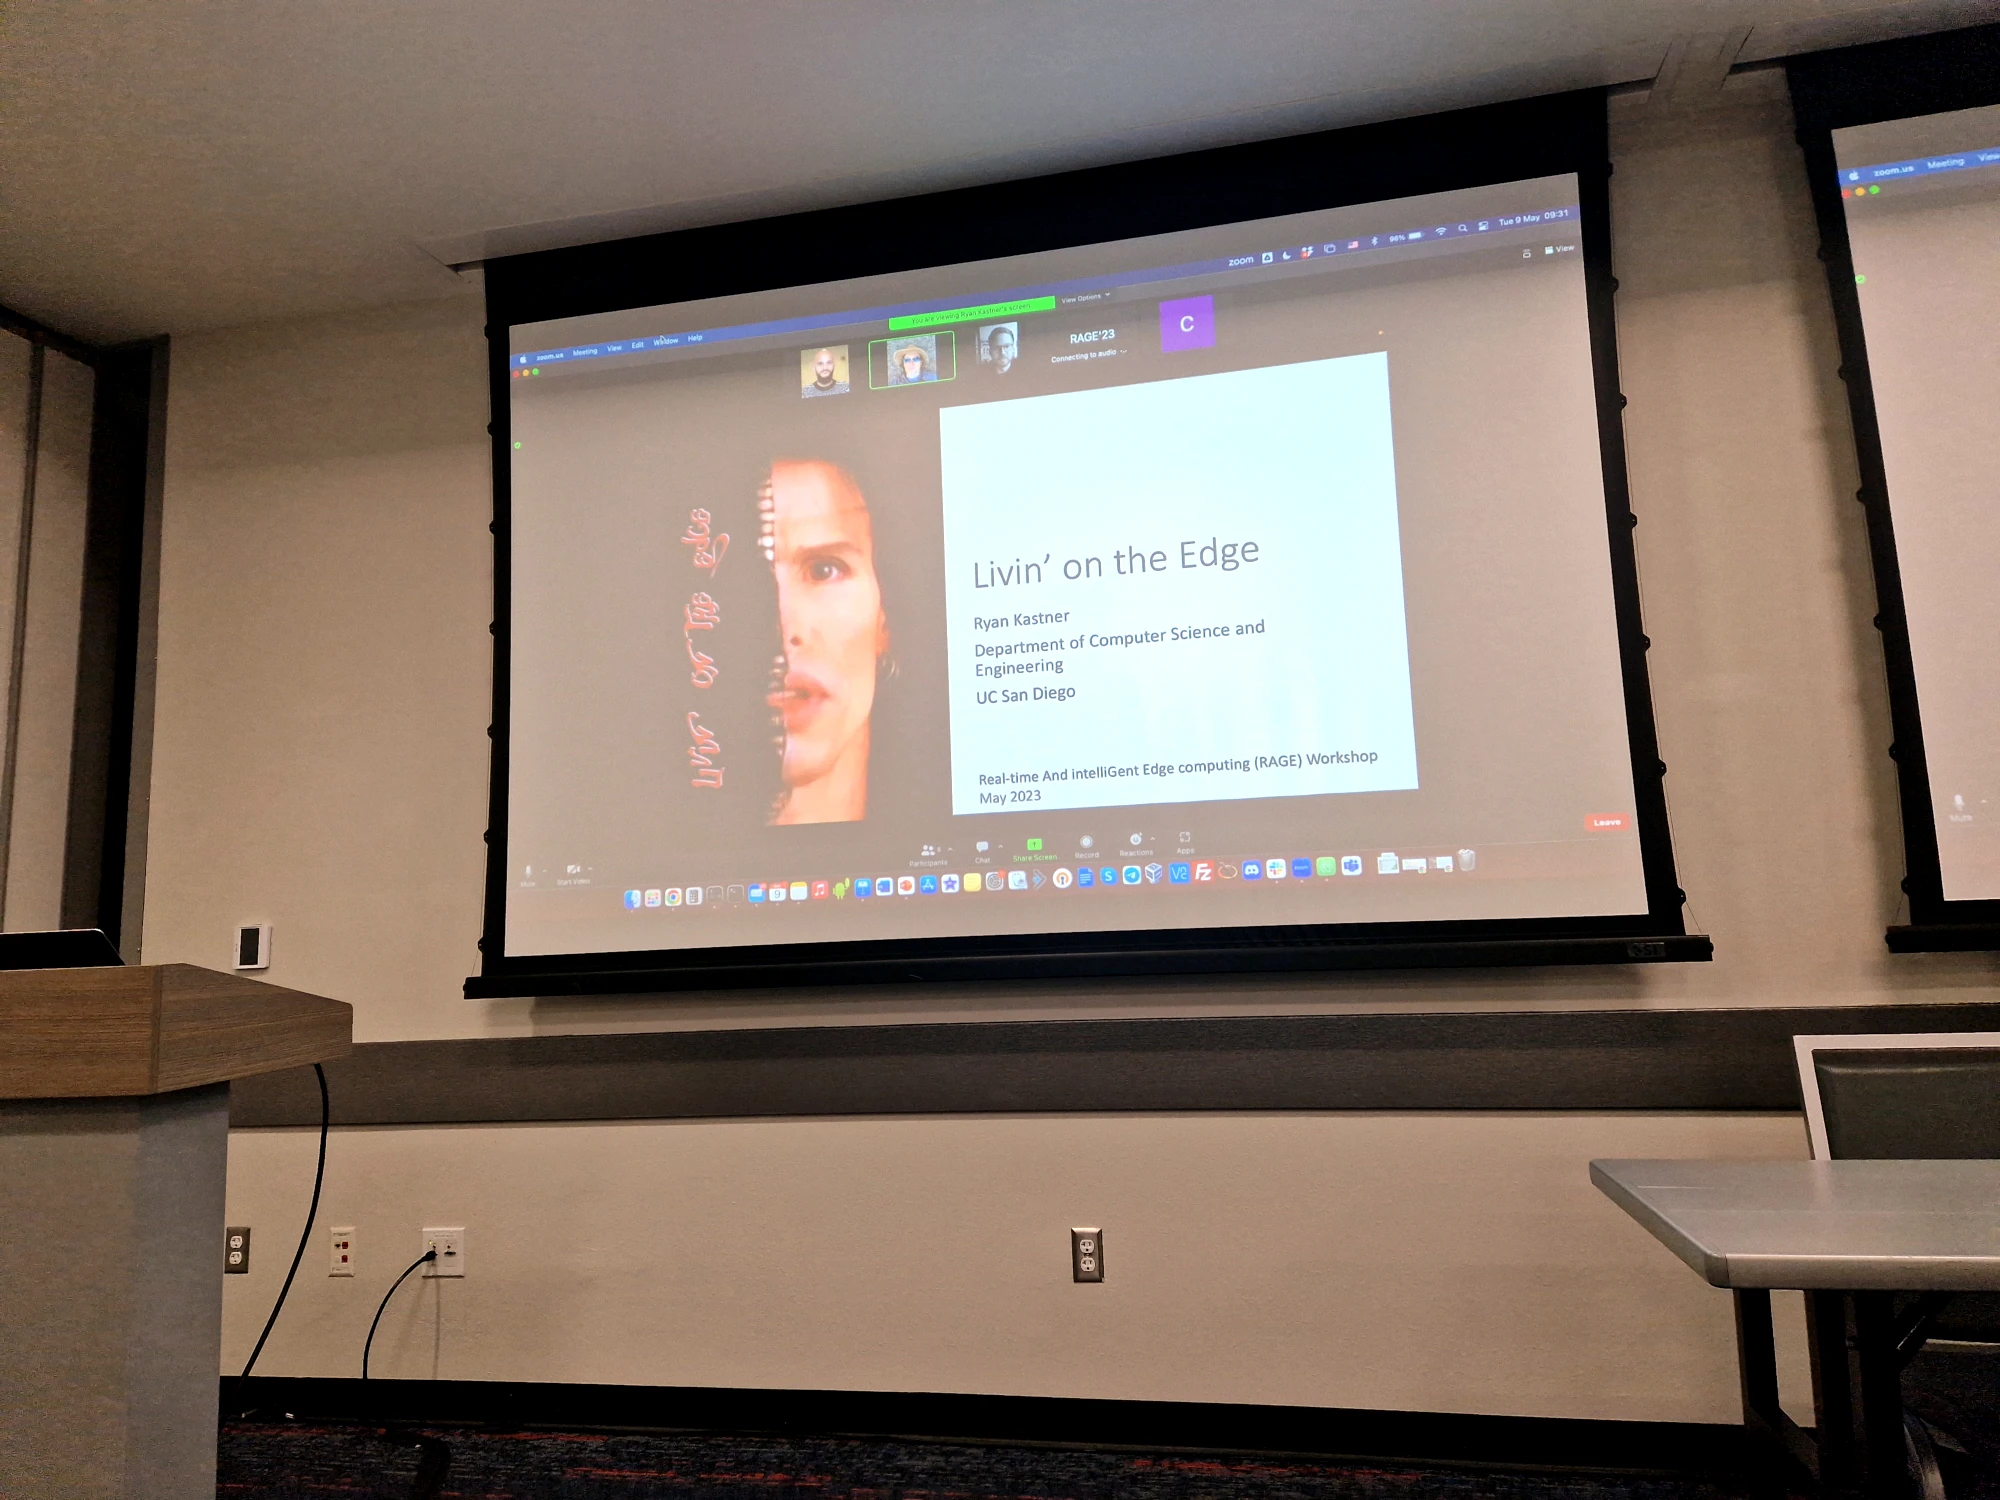 zoom.us Meeting View Edit Window Help
zoom 96% Tue 9 May 09:31
You are viewing Ryan Kastner's screen View Options
View
RAGE'23
Connecting to audio
C
Livin' on the Edge
Livin' on the Edge
Ryan Kastner
Department of Computer Science and
Engineering
UC San Diego
Real-time And intelliGent Edge computing (RAGE) Workshop
May 2023
Leave
Mute Start Video Participants Chat Share Screen Record Reactions Apps
9
zoom.us Meeting View
Mute